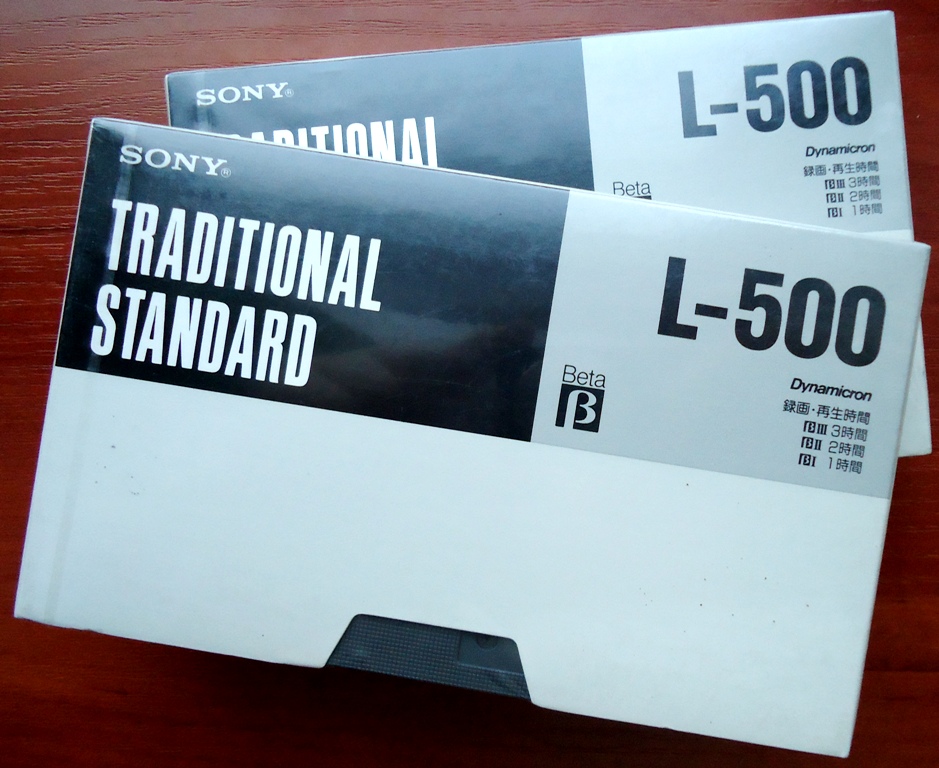 SONY®
TRADITIONAL
L-500
Dynamicron
録画・再生時間
βIII 3時間
βII 2時間
βI 1時間
Beta
SONY®
TRADITIONAL
STANDARD
L-500
Beta
β
Dynamicron
録画・再生時間
βIII 3時間
βII 2時間
βI 1時間